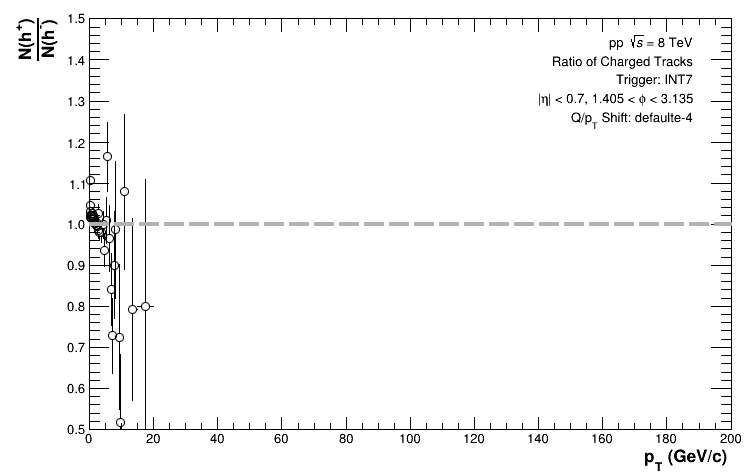 N(h⁺)
N(h⁻)
1.5
1.4
1.3
1.2
1.1
1.0
0.9
0.8
0.7
0.6
0.5
pp √s = 8 TeV
Ratio of Charged Tracks
Trigger: INT7
|η| < 0.7, 1.405 < ϕ < 3.135
Q/p_T Shift: defaulte-4
0 20 40 60 80 100 120 140 160 180 200
p_T (GeV/c)